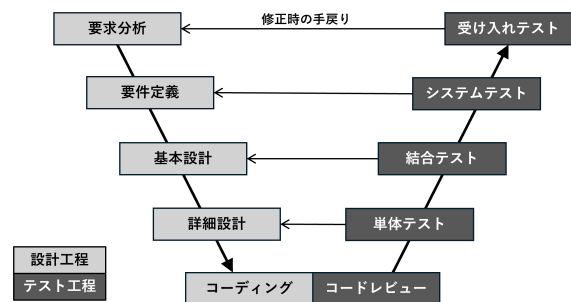 要求分析
修正時の手戻り
受け入れテスト
要件定義
システムテスト
基本設計
結合テスト
詳細設計
単体テスト
設計工程
テスト工程
コーディング
コードレビュー